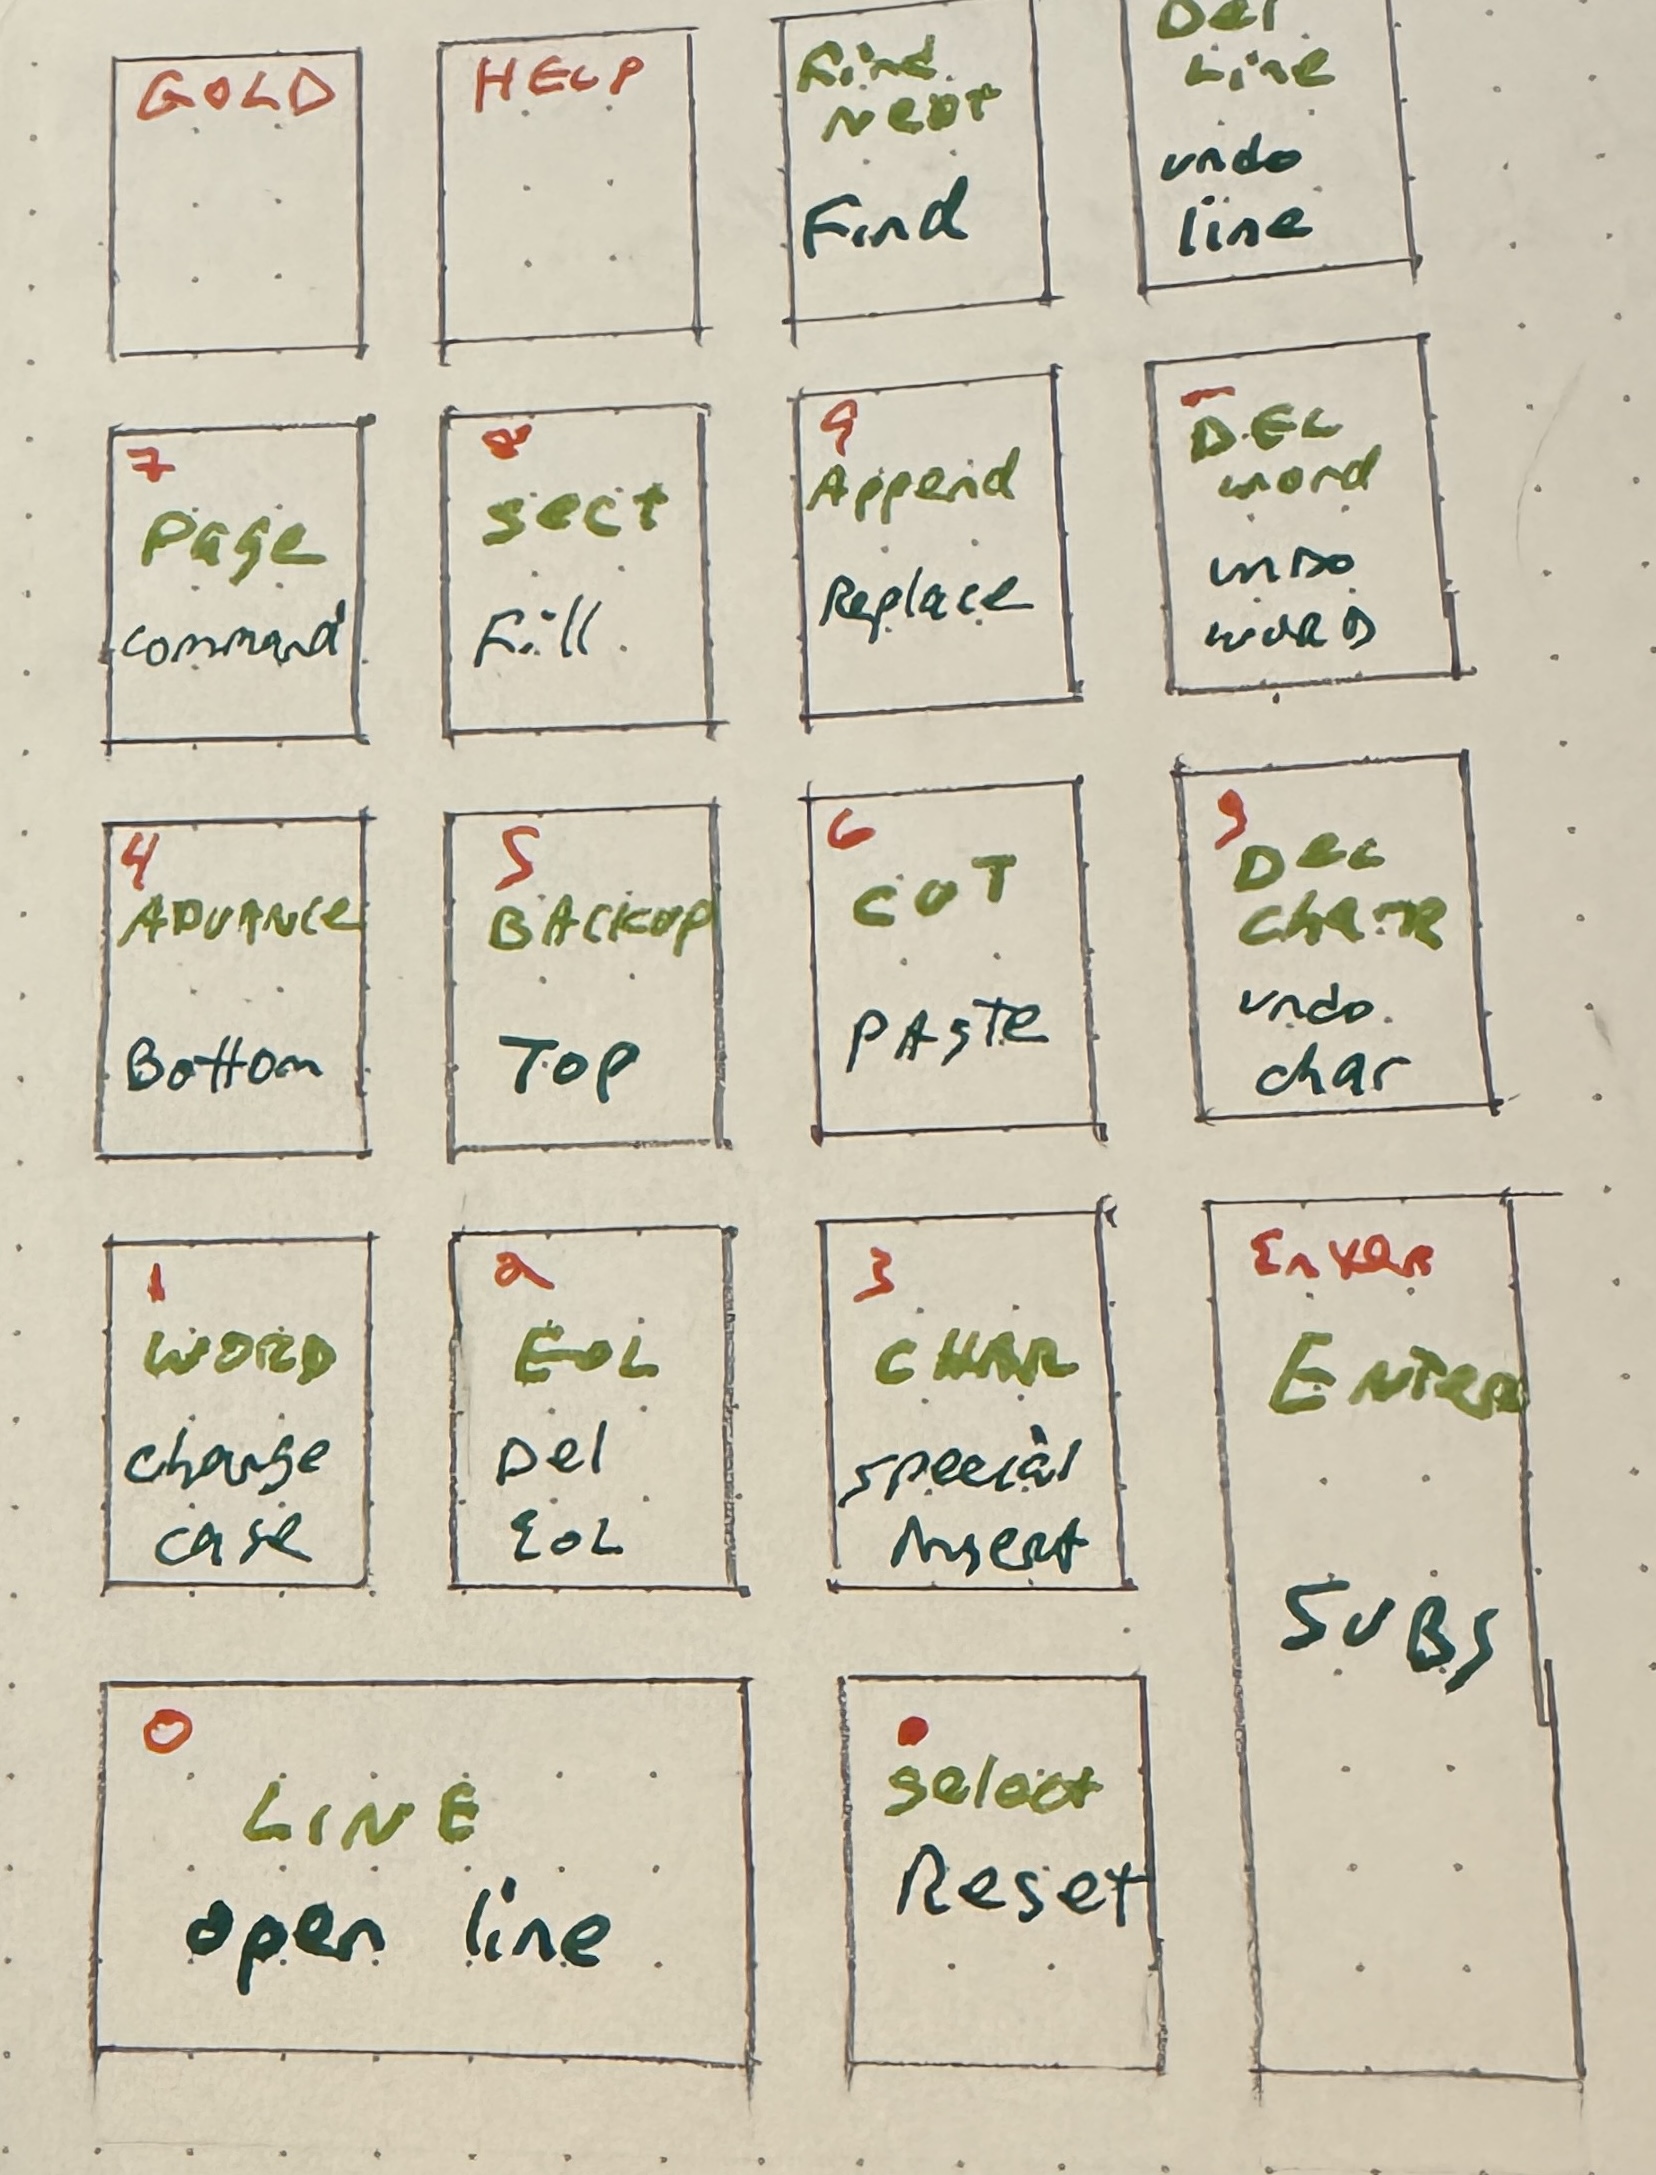 GOLD
HELP
Find
Next
Find
Del
Line
undo
line
7
Page
command
8
sect
Fill
9
Append
Replace
-
DEL
word
undo
WORD
4
ADVANCE
Bottom
5
BACKUP
Top
6
CUT
PASTE
,
Del
undo
char
1
WORD
change
case
2
EOL
Del
EOL
3
CHAR
special
Insert
Enter
ENTER
SUBS
0
LINE
open line
.
select
Reset